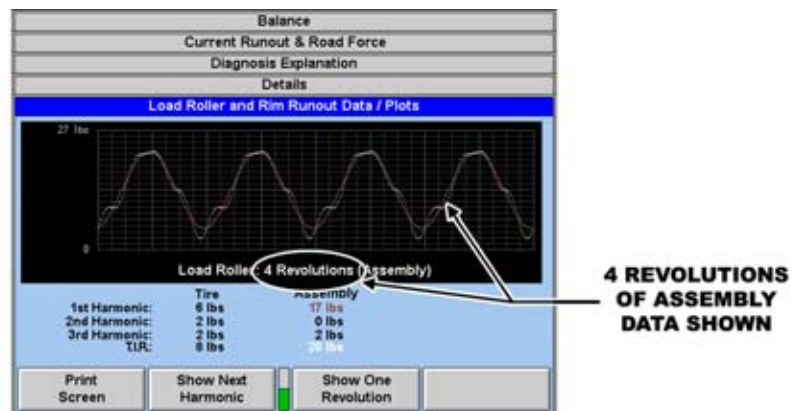 Balance
Current Runout & Road Force
Diagnosis Explanation
Details
Load Roller and Rim Runout Data / Plots
27 lbs
0
Load Roller: 4 Revolutions (Assembly)
Tire Assembly
1st Harmonic: 6 lbs 17 lbs
2nd Harmonic: 2 lbs 0 lbs
3rd Harmonic: 2 lbs 2 lbs
T.I.R.: 8 lbs 20 lbs
4 REVOLUTIONS
OF ASSEMBLY
DATA SHOWN
Print
Screen
Show Next
Harmonic
Show One
Revolution